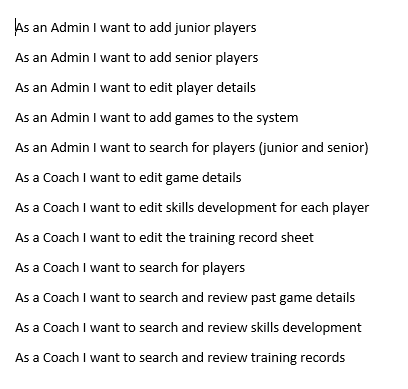 As an Admin I want to add junior players
As an Admin I want to add senior players
As an Admin I want to edit player details
As an Admin I want to add games to the system
As an Admin I want to search for players (junior and senior)
As a Coach I want to edit game details
As a Coach I want to edit skills development for each player
As a Coach I want to edit the training record sheet
As a Coach I want to search for players
As a Coach I want to search and review past game details
As a Coach I want to search and review skills development
As a Coach I want to search and review training records